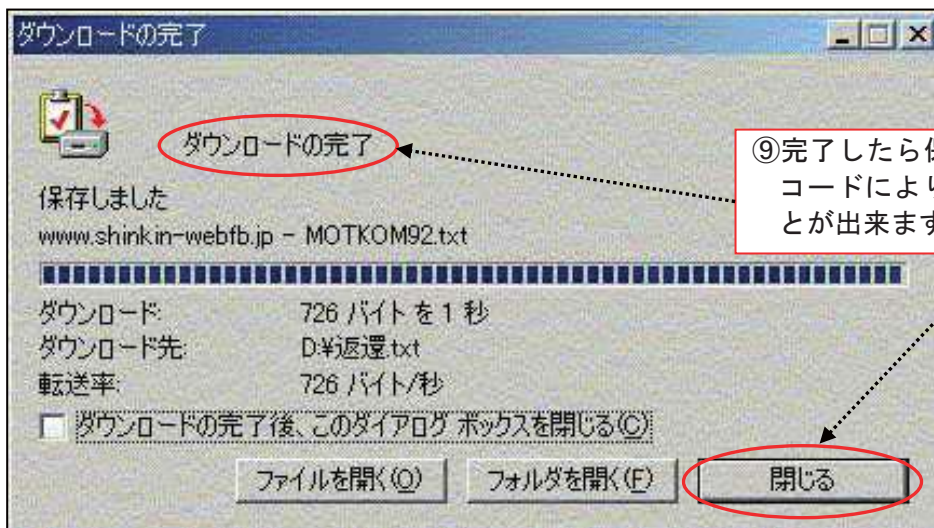 ダウンロードの完了
ダウンロードの完了
⑨完了したら
コードにより
とが出来ます
保存しました
www.shinkin-webfb.jp - MOTKOM92.txt
ダウンロード: 726 バイト を 1 秒
ダウンロード先: D:¥返還.txt
転送率: 726 バイト/秒
ダウンロードの完了後、このダイアログ ボックスを閉じる(C)
ファイルを開く(O) フォルダを開く(F) 閉じる